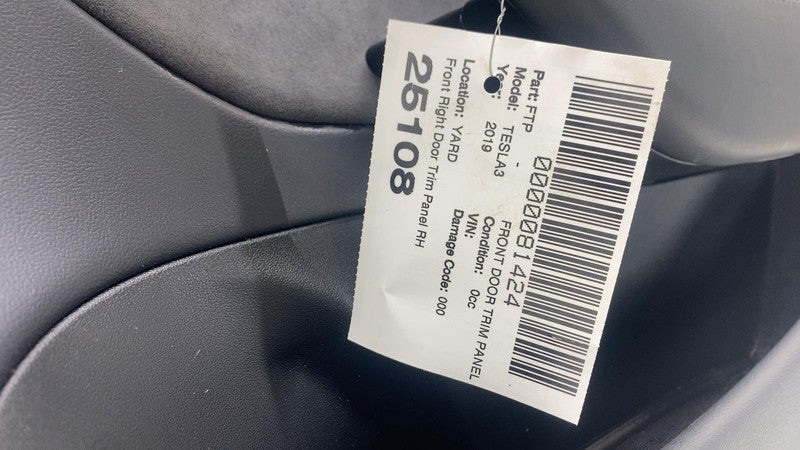 0000081424
Part: FTP - FRONT DOOR TRIM PANEL
Model: TESLA3 Condition: 0cc
Year: 2019 VIN:
Location: YARD Damage Code: 000
Front Right Door Trim Panel RH
25108